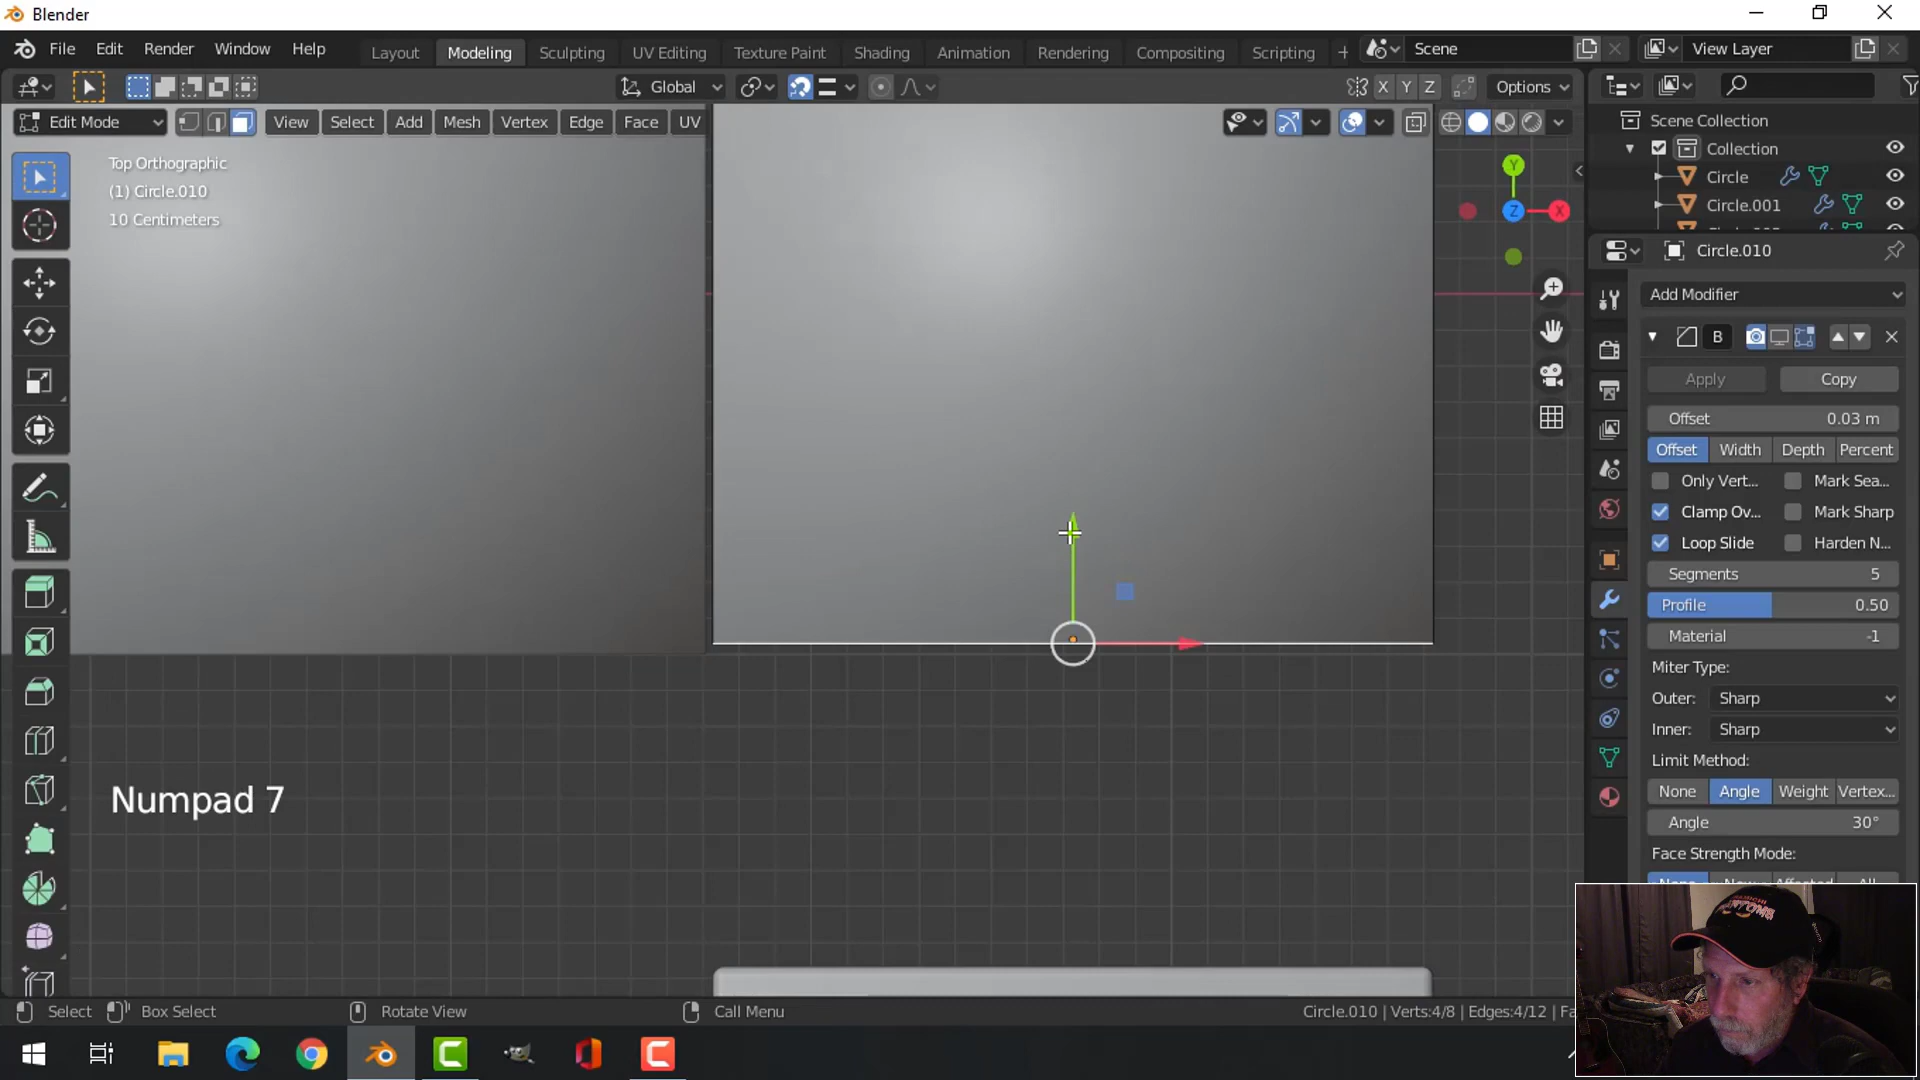 Blender
File Edit Render Window Help
Layout Modeling Sculpting UV Editing Texture Paint Shading Animation Rendering Compositing Scripting + Scene View Layer
Global X Y Z Options
Edit Mode View Select Add Mesh Vertex Edge Face UV
Top Orthographic
(1) Circle.010
10 Centimeters
Y
Z X
Scene Collection
Collection
Circle
Circle.001
Circle.010
Add Modifier
B
Apply Copy
Offset 0.03 m
Offset Width Depth Percent
Only Vert... Mark Sea...
Clamp Ov... Mark Sharp
Loop Slide Harden N...
Segments 5
Profile 0.50
Material -1
Miter Type:
Outer: Sharp
Inner: Sharp
Limit Method:
None Angle Weight Vertex...
Angle 30°
Face Strength Mode:
Numpad 7
Select Box Select Rotate View Call Menu Circle.010 | Verts:4/8 | Edges:4/12 | Fa